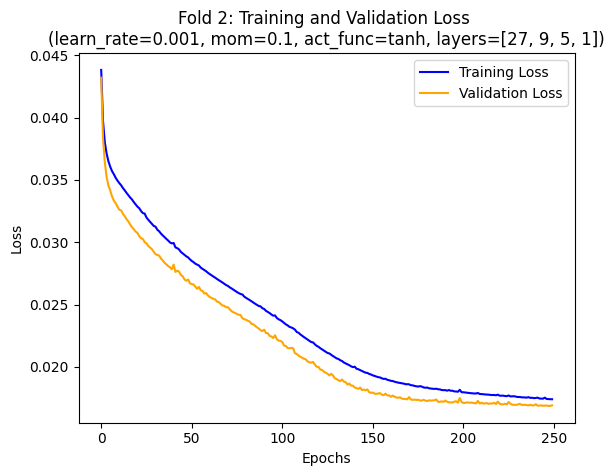 Fold 2: Training and Validation Loss
(learn_rate=0.001, mom=0.1, act_func=tanh, layers=[27, 9, 5, 1])
Training Loss
Validation Loss
0.045
0.040
0.035
0.030
0.025
0.020
Loss
0
50
100
150
200
250
Epochs